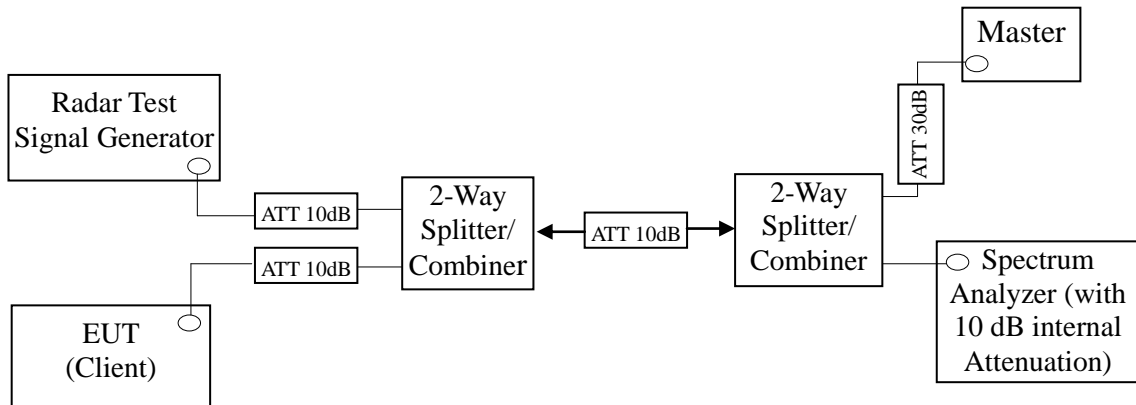 Radar Test
Signal Generator
ATT 10dB
ATT 10dB
EUT
(Client)
2-Way
Splitter/
Combiner
ATT 10dB
2-Way
Splitter/
Combiner
ATT 30dB
Master
Spectrum
Analyzer (with
10 dB internal
Attenuation)